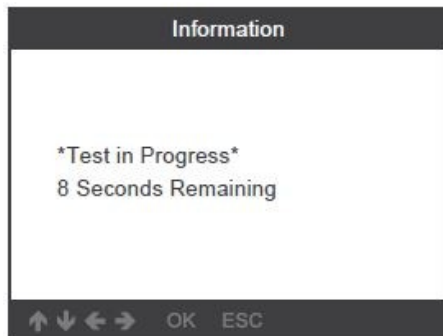 Information
*Test in Progress*
8 Seconds Remaining
OK ESC